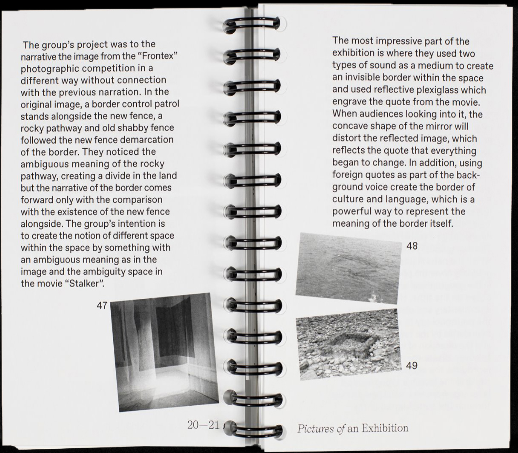 The group's project was to the
narrative the image from the “Frontex”
photographic competition in a
different way without connection
with the previous narration. In the
original image, a border control patrol
stands alongside the new fence, a
rocky pathway and old shabby fence
followed the new fence demarcation
of the border. They noticed the
ambiguous meaning of the rocky
pathway, creating a divide in the land
but the narrative of the border comes
forward only with the comparison
with the existence of the new fence
alongside. The group's intention is
to create the notion of different space
within the space by something with
an ambiguous meaning as in the
image and the ambiguity space in
the movie “Stalker”.
47
20—21
The most impressive part of the
exhibition is where they used two
types of sound as a medium to create
an invisible border within the space
and used reflective plexiglass which
engrave the quote from the movie.
When audiences looking into it, the
concave shape of the mirror will
distort the reflected image, which
reflects the quote that everything
began to change. In addition, using
foreign quotes as part of the back-
ground voice create the border of
culture and language, which is a
powerful way to represent the
meaning of the border itself.
48
49
Pictures of an Exhibition